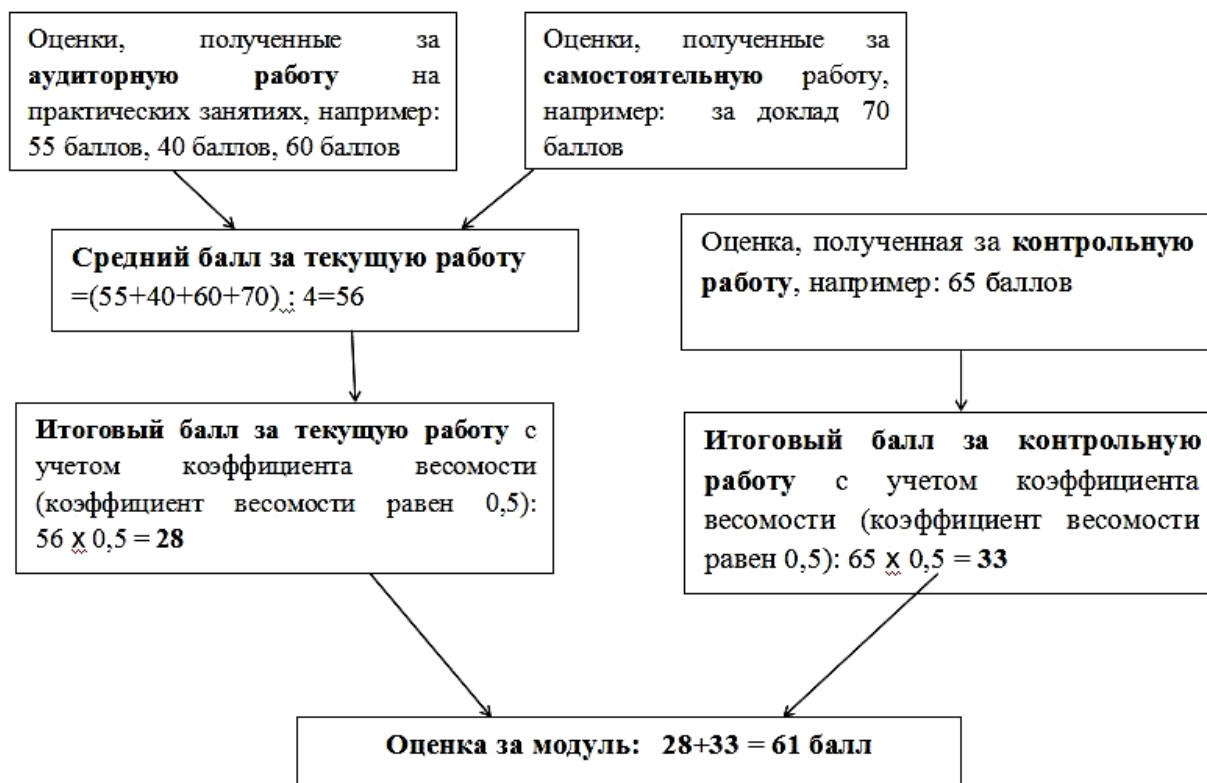 Оценки, полученные за
аудиторную работу на
практических занятиях, например:
55 баллов, 40 баллов, 60 баллов
Оценки, полученные за
самостоятельную работу,
например: за доклад 70
баллов
Средний балл за текущую работу
=(55+40+60+70) : 4=56
Оценка, полученная за контрольную
работу, например: 65 баллов
Итоговый балл за текущую работу с
учетом коэффициента весомости
(коэффициент весомости равен 0,5):
56 х 0,5 = 28
Итоговый балл за контрольную
работу с учетом коэффициента
весомости (коэффициент весомости
равен 0,5): 65 х 0,5 = 33
Оценка за модуль: 28+33 = 61 балл